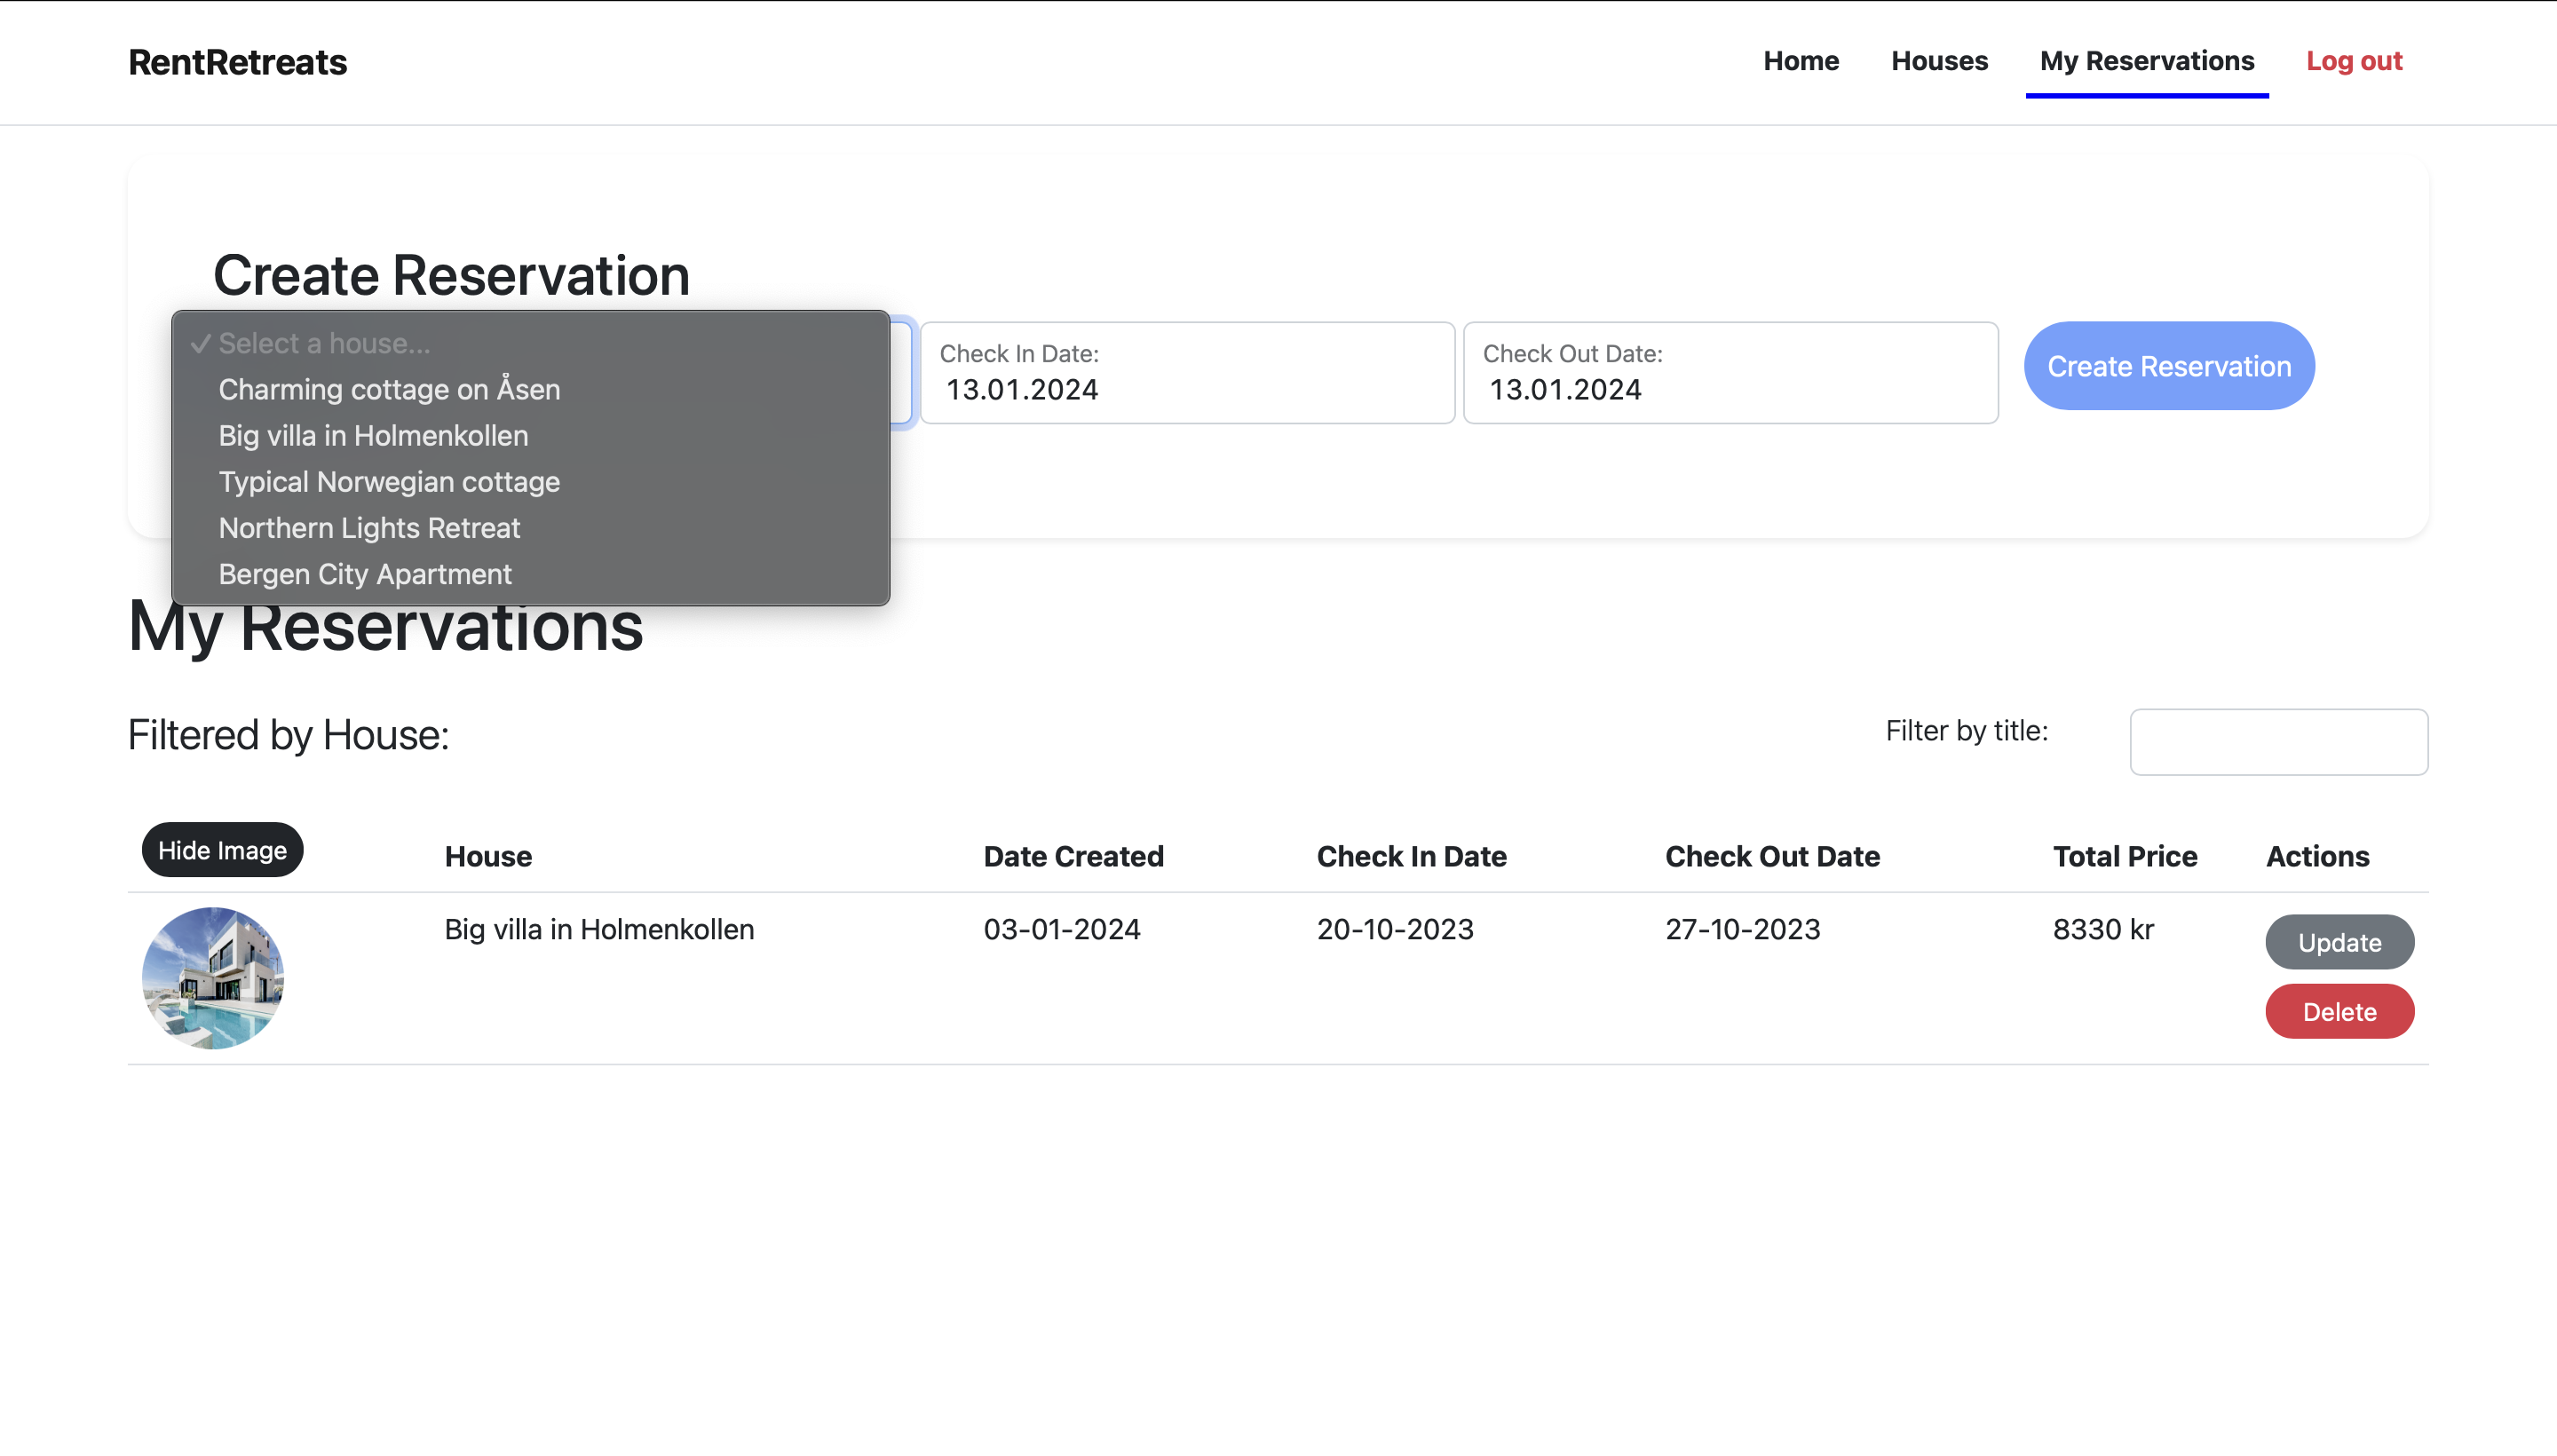 RentRetreats
Home Houses My Reservations Log out
Create Reservation
✓ Select a house...
Charming cottage on Åsen
Big villa in Holmenkollen
Typical Norwegian cottage
Northern Lights Retreat
Bergen City Apartment
Check In Date:
13.01.2024
Check Out Date:
13.01.2024
Create Reservation
My Reservations
Filtered by House:
Filter by title:
Hide Image House Date Created Check In Date Check Out Date Total Price Actions
Big villa in Holmenkollen 03-01-2024 20-10-2023 27-10-2023 8330 kr
Update
Delete